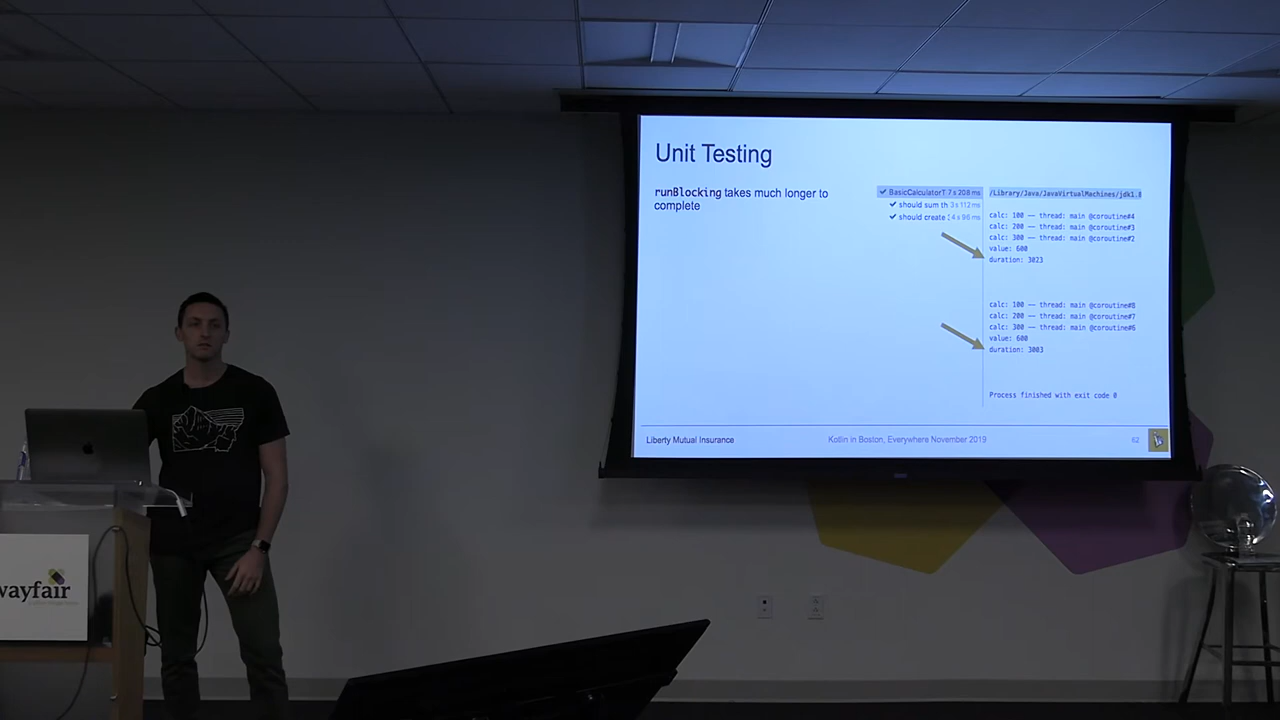 Unit Testing
runBlocking takes much longer to
complete
BasicCalculatorT 7 s 208 ms
should sum th 3 s 112 ms
should create 4 s 96 ms
/Library/Java/JavaVirtualMachines/jdk1.8
calc: 100 — thread: main @coroutine#4
calc: 200 — thread: main @coroutine#3
calc: 300 — thread: main @coroutine#2
value: 600
duration: 3023
calc: 100 — thread: main @coroutine#8
calc: 200 — thread: main @coroutine#7
calc: 300 — thread: main @coroutine#6
value: 600
duration: 3003
Process finished with exit code 0
Liberty Mutual Insurance
Kotlin in Boston, Everywhere November 2019
62
wayfair